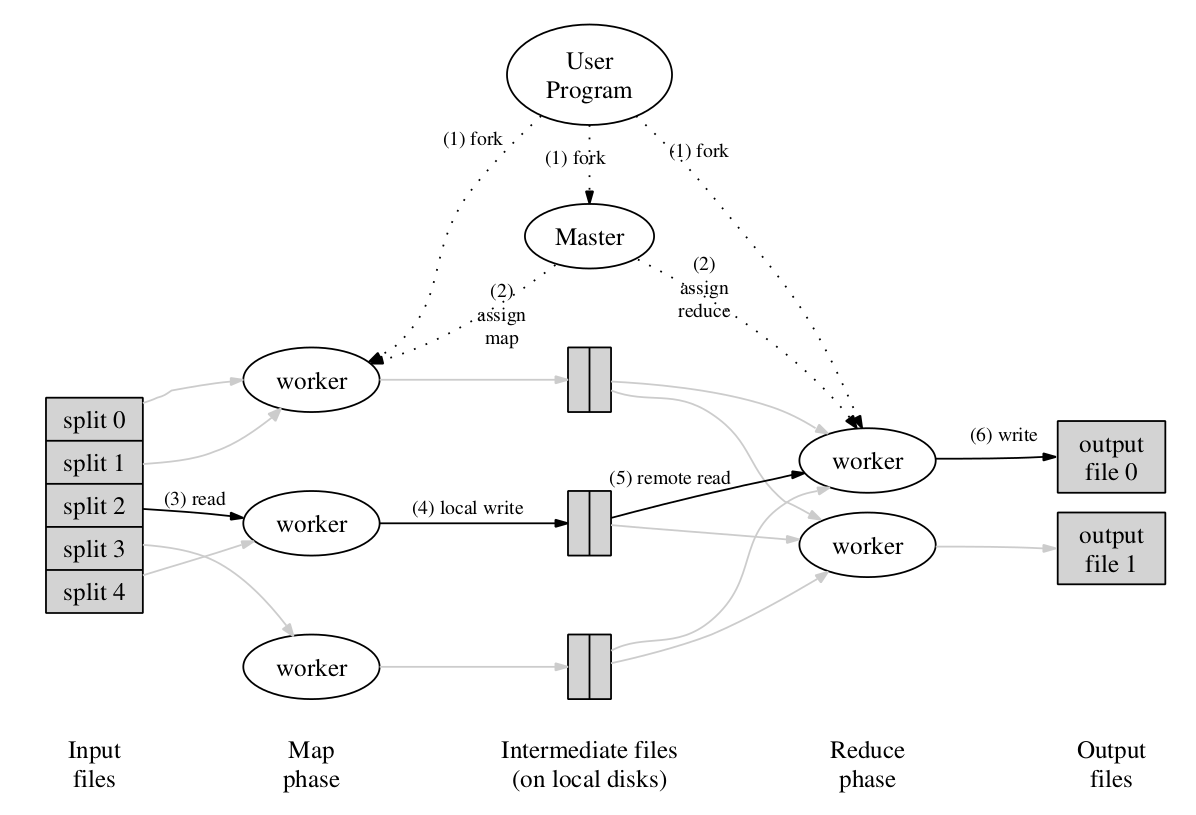 User
Program
(1) fork
(1) fork
(1) fork
Master
(2)
assign
map
(2)
assign
reduce
worker
split 0
split 1
split 2
split 3
split 4
(3) read
worker
(4) local write
worker
(5) remote read
worker
(6) write
output
file 0
worker
output
file 1
Input
files
Map
phase
Intermediate files
(on local disks)
Reduce
phase
Output
files